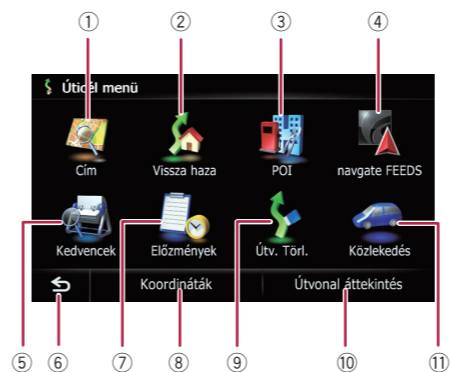 ① ② ③ ④
Úticél menü
Cím Vissza haza POI navgate FEEDS
Kedvencek Előzmények Útv. Törl. Közlekedés
Koordináták Útvonal áttekintés
⑤ ⑥ ⑦ ⑧ ⑨ ⑩ ⑪